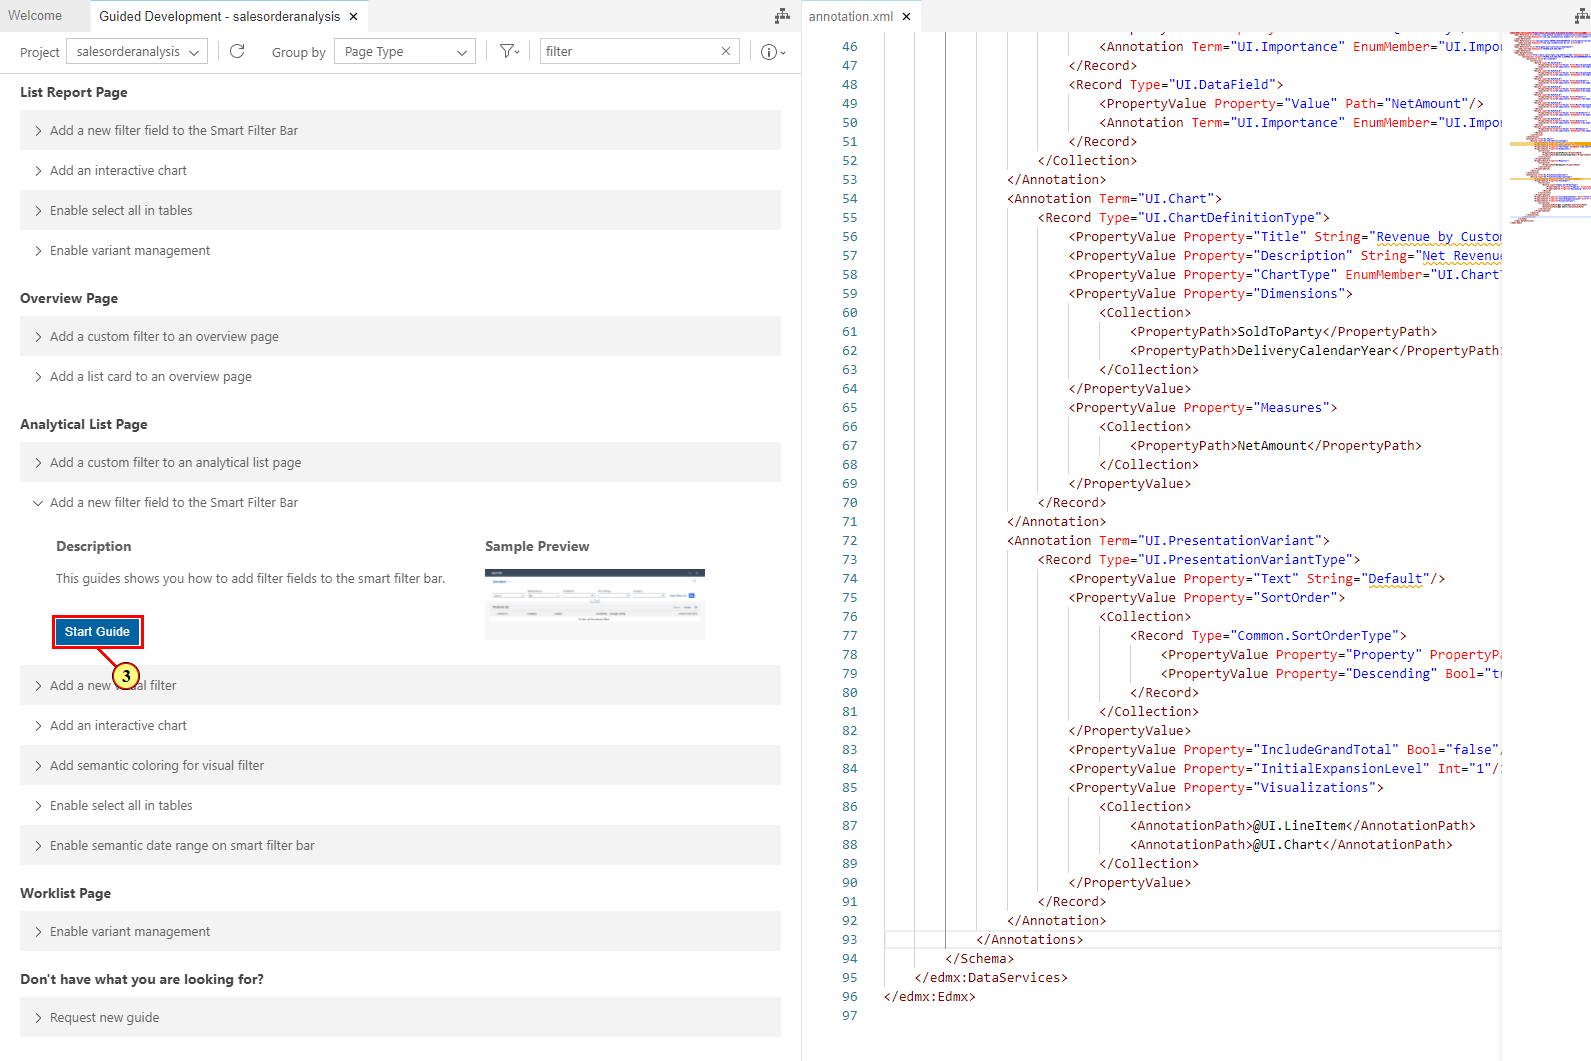 Welcome
Guided Development - salesorderanalysis
Project salesorderanalysis Group by Page Type filter
List Report Page
Add a new filter field to the Smart Filter Bar
Add an interactive chart
Enable select all in tables
Enable variant management
Overview Page
Add a custom filter to an overview page
Add a list card to an overview page
Analytical List Page
Add a custom filter to an analytical list page
Add a new filter field to the Smart Filter Bar
Description
This guides shows you how to add filter fields to the smart filter bar.
Sample Preview
Start Guide
3
Add a new filter
Add an interactive chart
Add semantic coloring for visual filter
Enable select all in tables
Enable semantic date range on smart filter bar
Worklist Page
Enable variant management
Don't have what you are looking for?
Request new guide
annotation.xml
46 <Annotation Term="UI.Importance" EnumMember="UI.Impor
47 </Record>
48 <Record Type="UI.DataField">
49 <PropertyValue Property="Value" Path="NetAmount"/>
50 <Annotation Term="UI.Importance" EnumMember="UI.Impor
51 </Record>
52 </Collection>
53 </Annotation>
54 <Annotation Term="UI.Chart">
55 <Record Type="UI.ChartDefinitionType">
56 <PropertyValue Property="Title" String="Revenue by Custom
57 <PropertyValue Property="Description" String="Net Revenue
58 <PropertyValue Property="ChartType" EnumMember="UI.ChartT
59 <PropertyValue Property="Dimensions">
60 <Collection>
61 <PropertyPath>SoldToParty</PropertyPath>
62 <PropertyPath>DeliveryCalendarYear</PropertyPath>
63 </Collection>
64 </PropertyValue>
65 <PropertyValue Property="Measures">
66 <Collection>
67 <PropertyPath>NetAmount</PropertyPath>
68 </Collection>
69 </PropertyValue>
70 </Record>
71 </Annotation>
72 <Annotation Term="UI.PresentationVariant">
73 <Record Type="UI.PresentationVariantType">
74 <PropertyValue Property="Text" String="Default"/>
75 <PropertyValue Property="SortOrder">
76 <Collection>
77 <Record Type="Common.SortOrderType">
78 <PropertyValue Property="Property" PropertyPa
79 <PropertyValue Property="Descending" Bool="tr
80 </Record>
81 </Collection>
82 </PropertyValue>
83 <PropertyValue Property="IncludeGrandTotal" Bool="false"/
84 <PropertyValue Property="InitialExpansionLevel" Int="1"/>
85 <PropertyValue Property="Visualizations">
86 <Collection>
87 <AnnotationPath>@UI.LineItem</AnnotationPath>
88 <AnnotationPath>@UI.Chart</AnnotationPath>
89 </Collection>
90 </PropertyValue>
91 </Record>
92 </Annotation>
93 </Annotations>
94 </Schema>
95 </edmx:DataServices>
96 </edmx:Edmx>
97